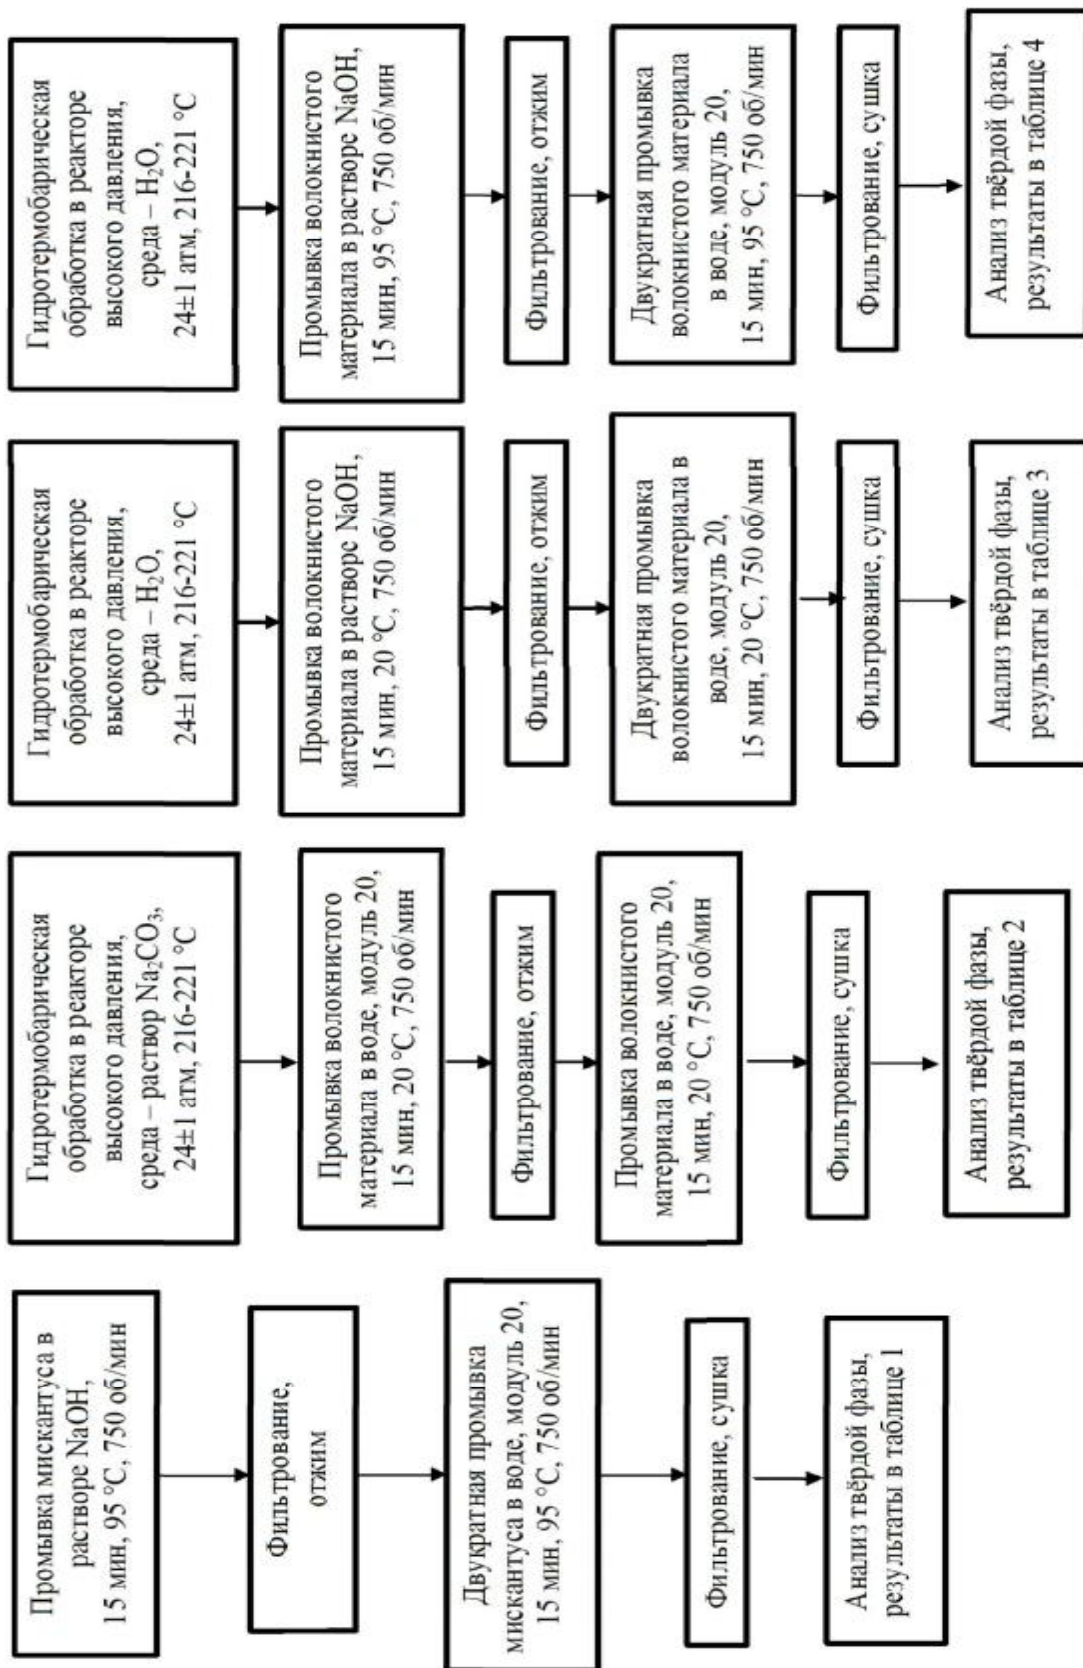 Промывка мискантуса в
растворе NaOH,
15 мин, 95 °С, 750 об/мин
Фильтрование,
отжим
Двукратная промывка
мискантуса в воде, модуль 20,
15 мин, 95 °С, 750 об/мин
Фильтрование, сушка
Анализ твёрдой фазы,
результаты в таблице 1
Гидротермобарическая
обработка в реакторе
высокого давления,
среда – раствор Na₂CO₃,
24±1 атм, 216-221 °С
Промывка волокнистого
материала в воде, модуль 20,
15 мин, 20 °С, 750 об/мин
Фильтрование, отжим
Промывка волокнистого
материала в воде, модуль 20,
15 мин, 20 °С, 750 об/мин
Фильтрование, сушка
Анализ твёрдой фазы,
результаты в таблице 2
Гидротермобарическая
обработка в реакторе
высокого давления,
среда – H₂O,
24±1 атм, 216-221 °С
Промывка волокнистого
материала в растворе NaOH,
15 мин, 20 °С, 750 об/мин
Фильтрование, отжим
Двукратная промывка
волокнистого материала в
воде, модуль 20,
15 мин, 20 °С, 750 об/мин
Фильтрование, сушка
Анализ твёрдой фазы,
результаты в таблице 3
Гидротермобарическая
обработка в реакторе
высокого давления,
среда – H₂O,
24±1 атм, 216-221 °С
Промывка волокнистого
материала в растворе NaOH,
15 мин, 95 °С, 750 об/мин
Фильтрование, отжим
Двукратная промывка
волокнистого материала
в воде, модуль 20,
15 мин, 95 °С, 750 об/мин
Фильтрование, сушка
Анализ твёрдой фазы,
результаты в таблице 4